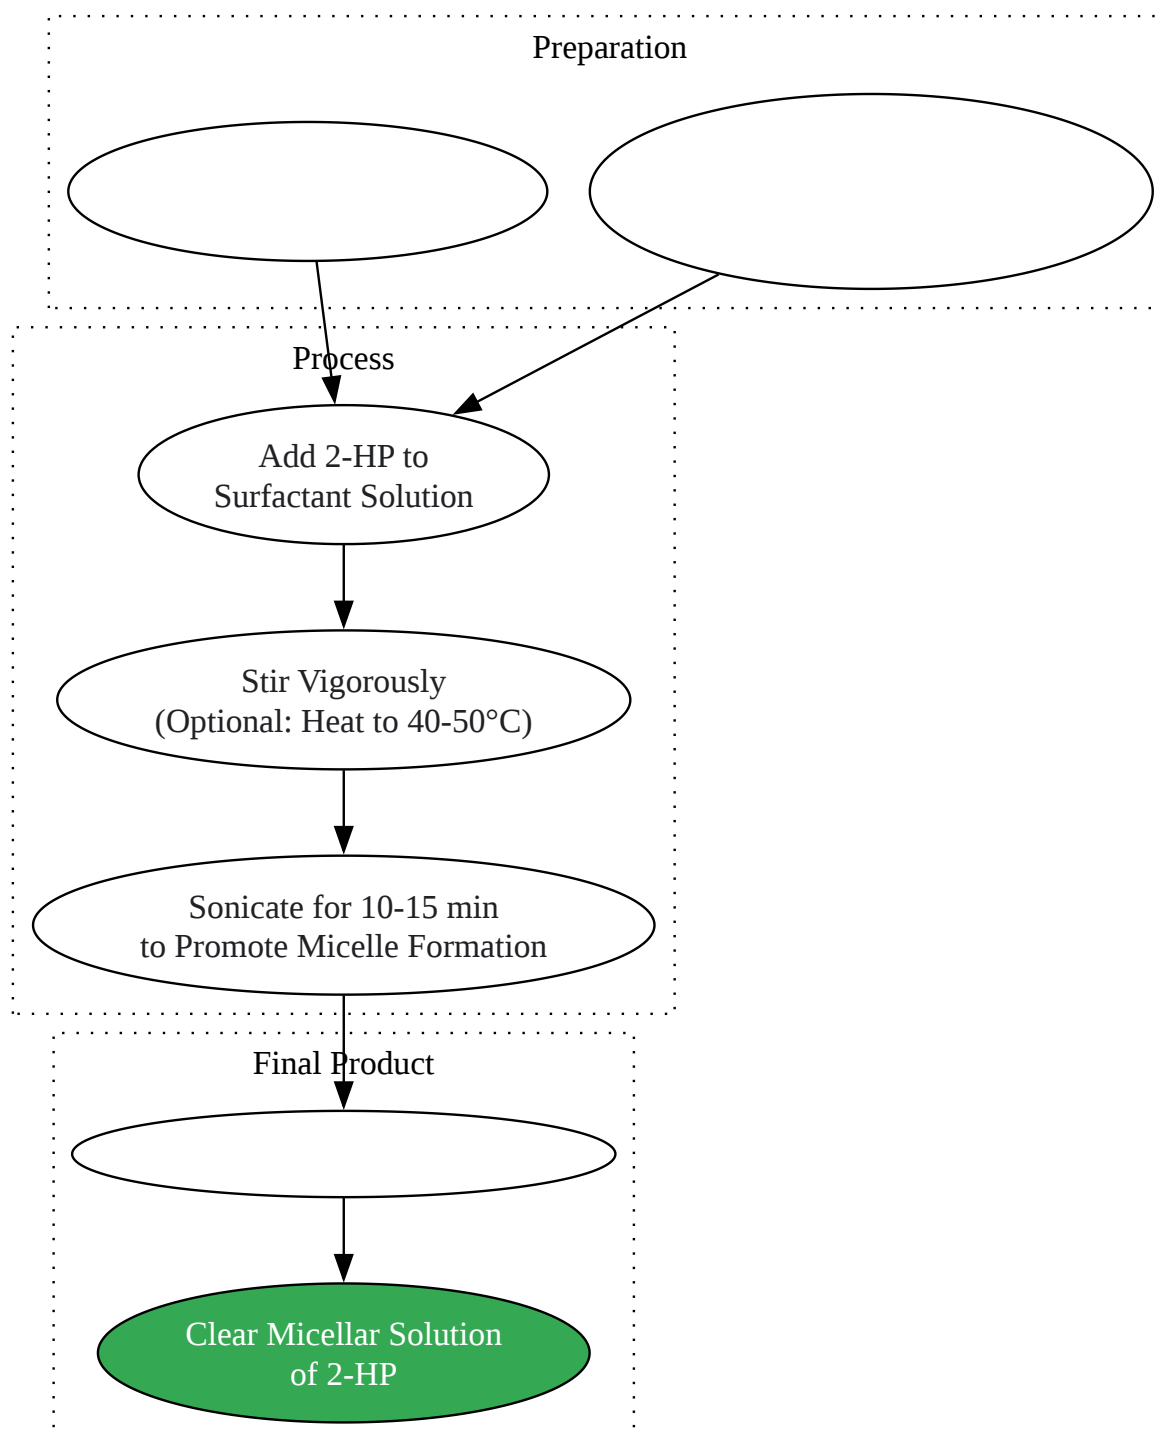 Preparation
Process
Add 2-HP to
Surfactant Solution
Stir Vigorously
(Optional: Heat to 40-50°C)
Sonicate for 10-15 min
to Promote Micelle Formation
Final Product
Clear Micellar Solution
of 2-HP